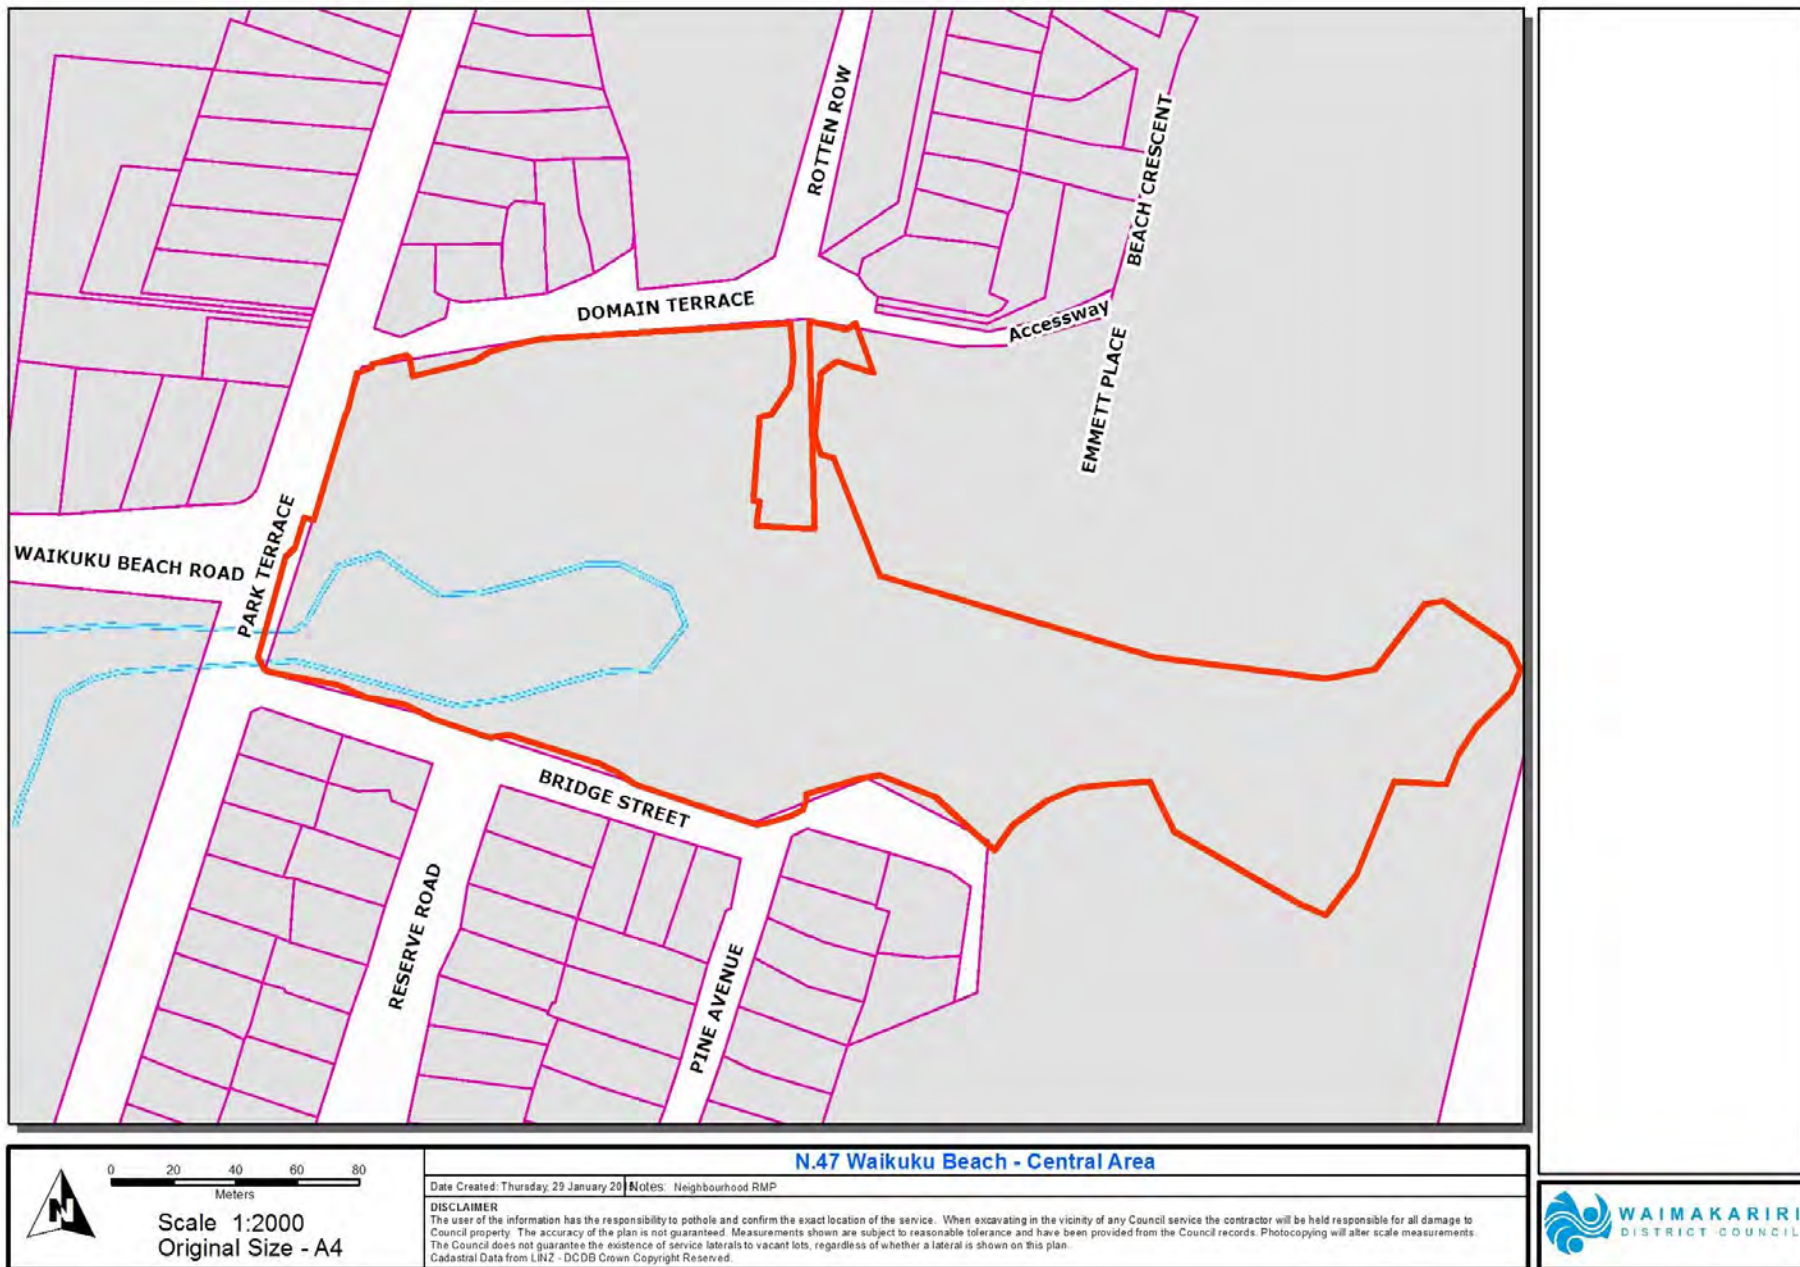 ROTTEN ROW
BEACH CRESCENT
DOMAIN TERRACE
Accessway
EMMETT PLACE
WAIKUKU BEACH ROAD
PARK TERRACE
BRIDGE STREET
RESERVE ROAD
PINE AVENUE
N
0 20 40 60 80
Meters
Scale 1:2000
Original Size - A4
N.47 Waikuku Beach - Central Area
Date Created: Thursday, 29 January Notes: Neighbourhood RMP
DISCLAIMER
The user of the information has the responsibility to pothole and confirm the exact location of the service. When excavating in the vicinity of any Council service the contractor will be held responsible for all damage to
Council property. The accuracy of the plan is not guaranteed. Measurements shown are subject to reasonable tolerance and have been provided from the Council records. Photocopying will alter scale measurements.
The Council does not guarantee the existence of service laterals to vacant lots, regardless of whether a lateral is shown on this plan.
Cadastral Data from LINZ - DCDB Crown Copyright Reserved.
WAIMAKARIRI
DISTRICT COUNCIL